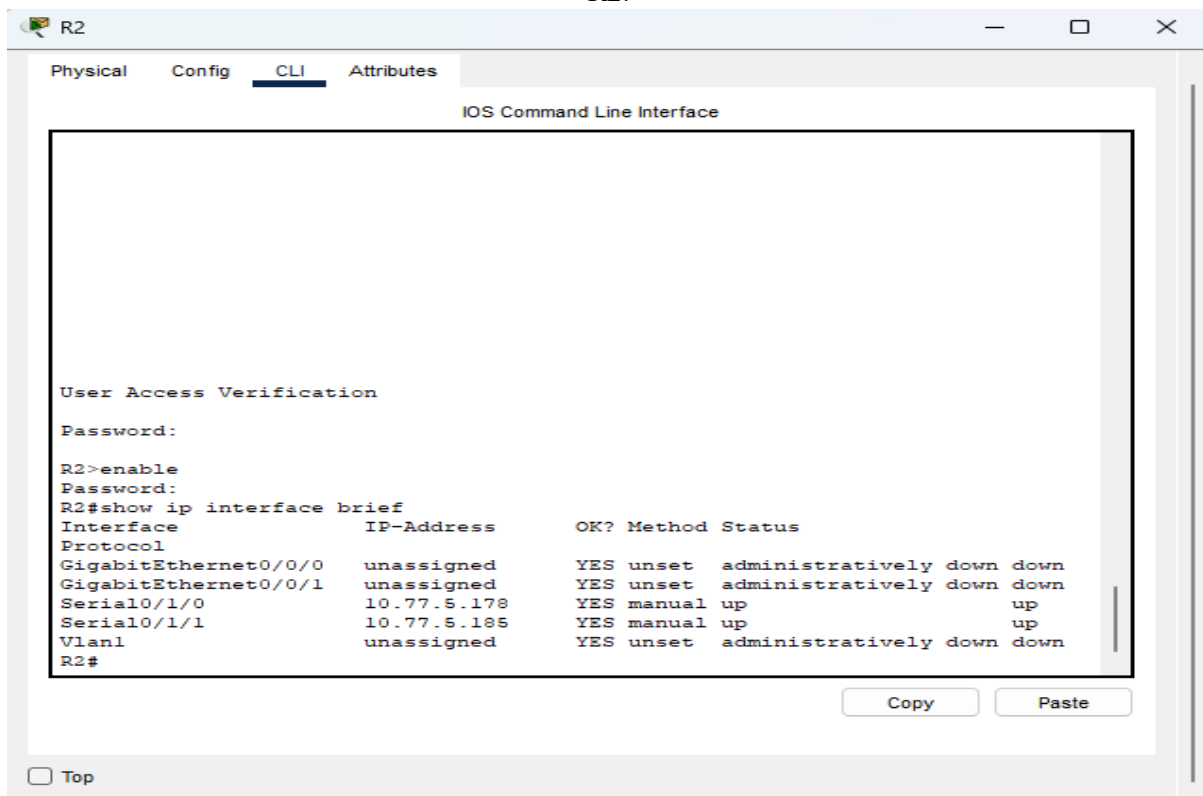 R2
Physical Config CLI Attributes
IOS Command Line Interface
User Access Verification
Password:
R2>enable
Password:
R2#show ip interface brief
Interface IP-Address OK? Method Status
Protocol
GigabitEthernet0/0/0 unassigned YES unset administratively down down
GigabitEthernet0/0/1 unassigned YES unset administratively down down
Serial0/1/0 10.77.5.178 YES manual up up
Serial0/1/1 10.77.5.185 YES manual up up
Vlan1 unassigned YES unset administratively down down
R2#
Copy Paste
Top